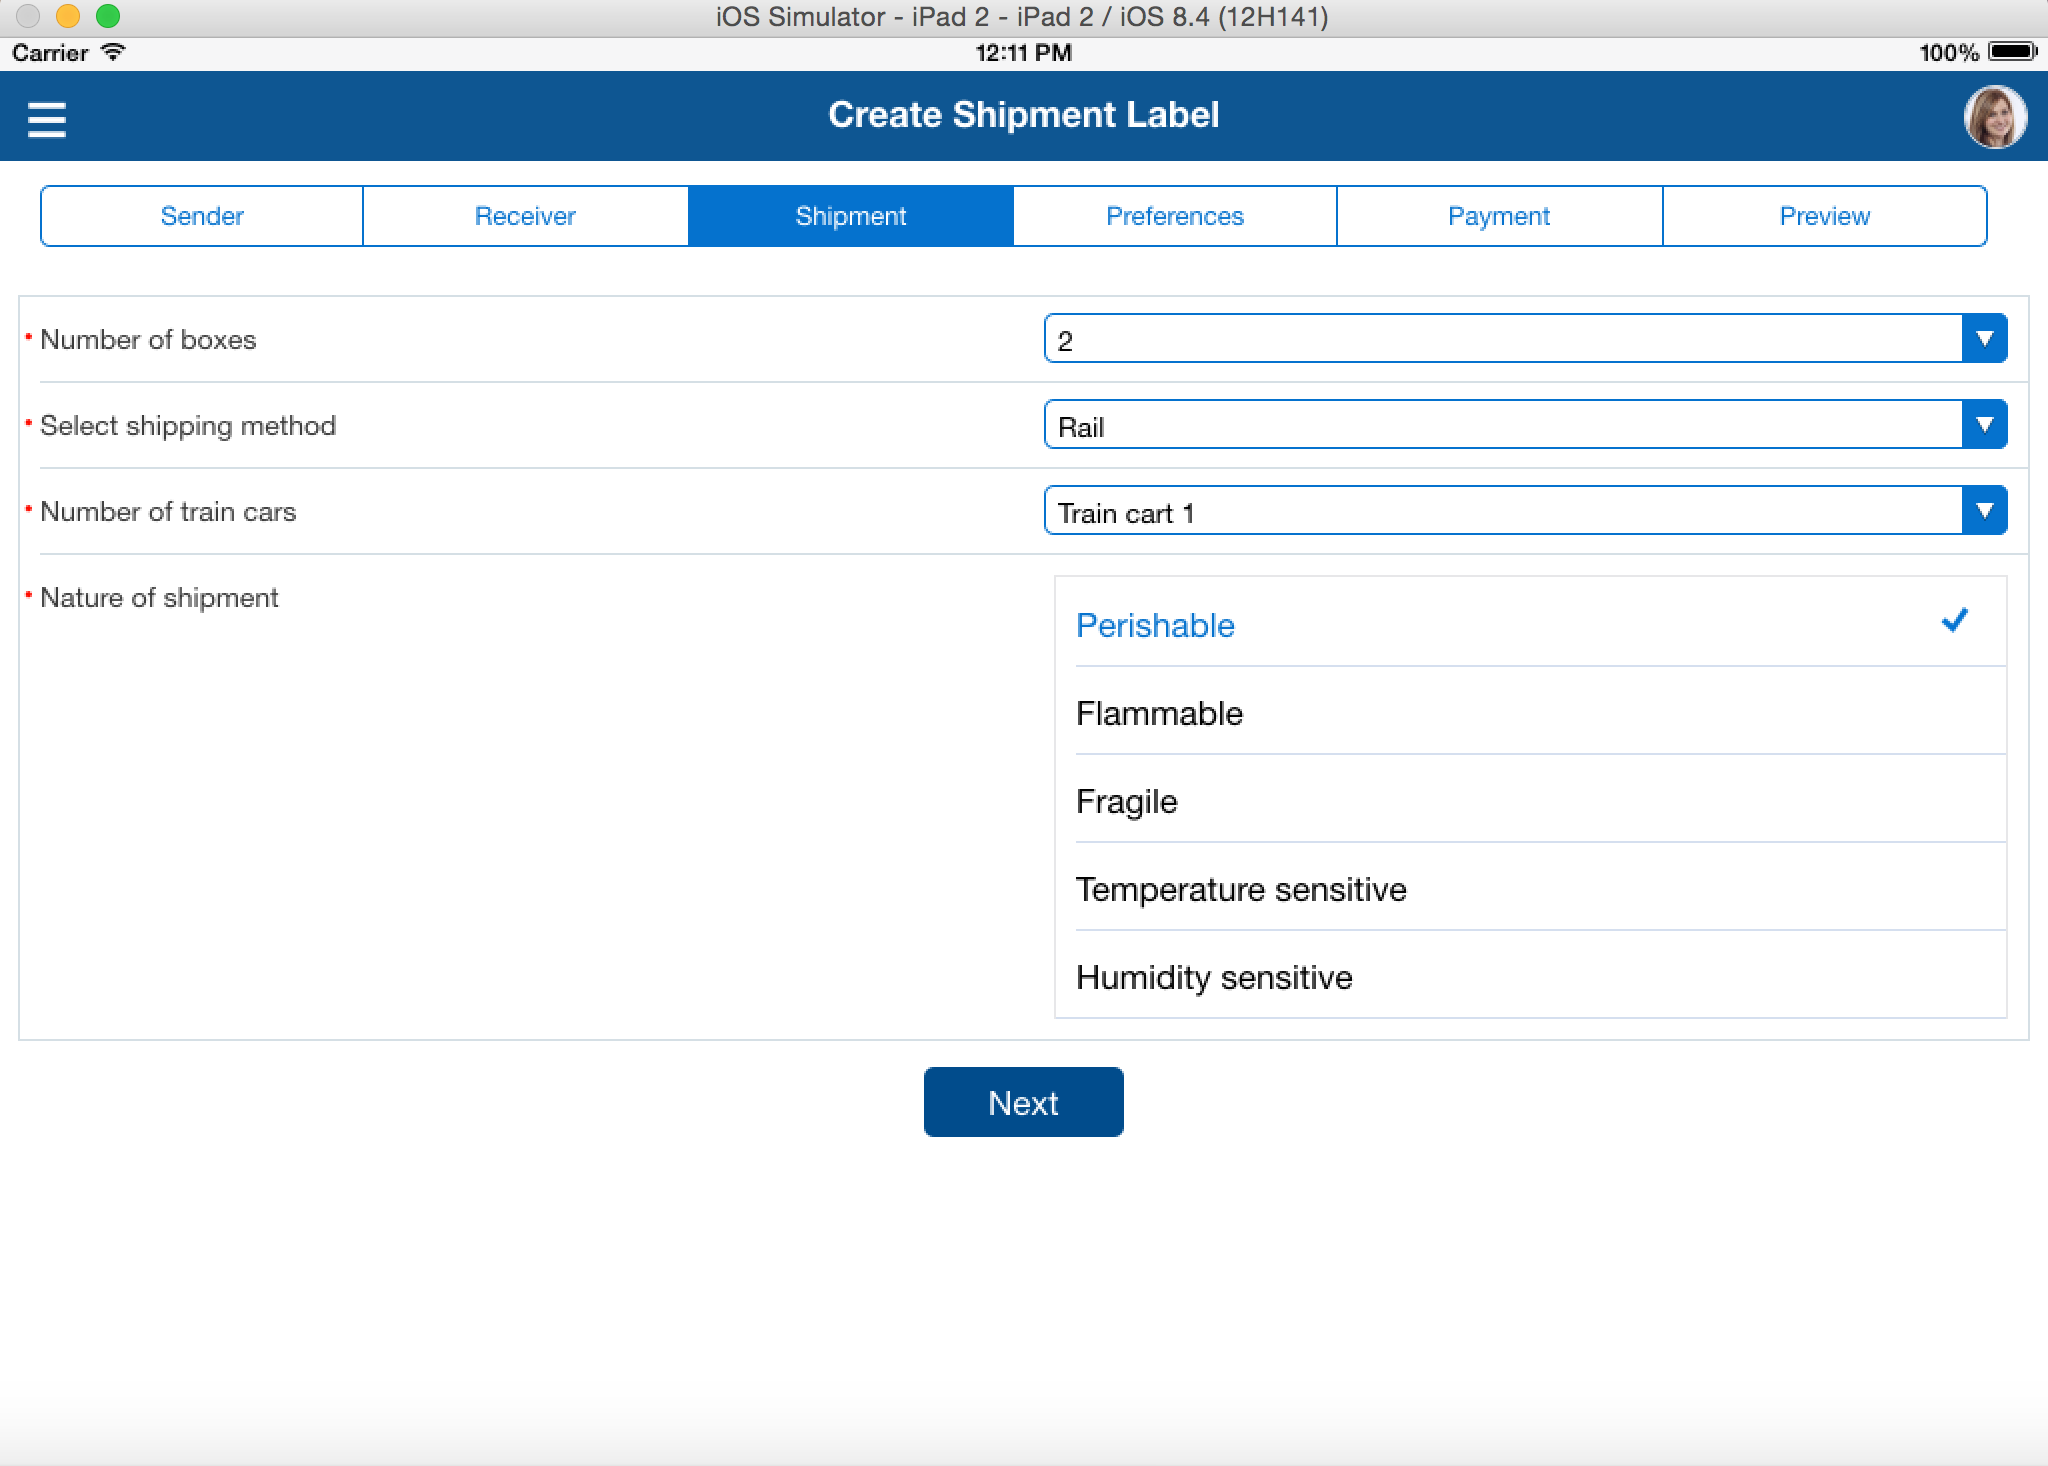 iOS Simulator - iPad 2 - iPad 2 / iOS 8.4 (12H141)
Carrier 12:11 PM 100%
Create Shipment Label
Sender Receiver Shipment Preferences Payment Preview
Number of boxes 2
Select shipping method Rail
Number of train cars Train cart 1
Nature of shipment
Perishable
Flammable
Fragile
Temperature sensitive
Humidity sensitive
Next